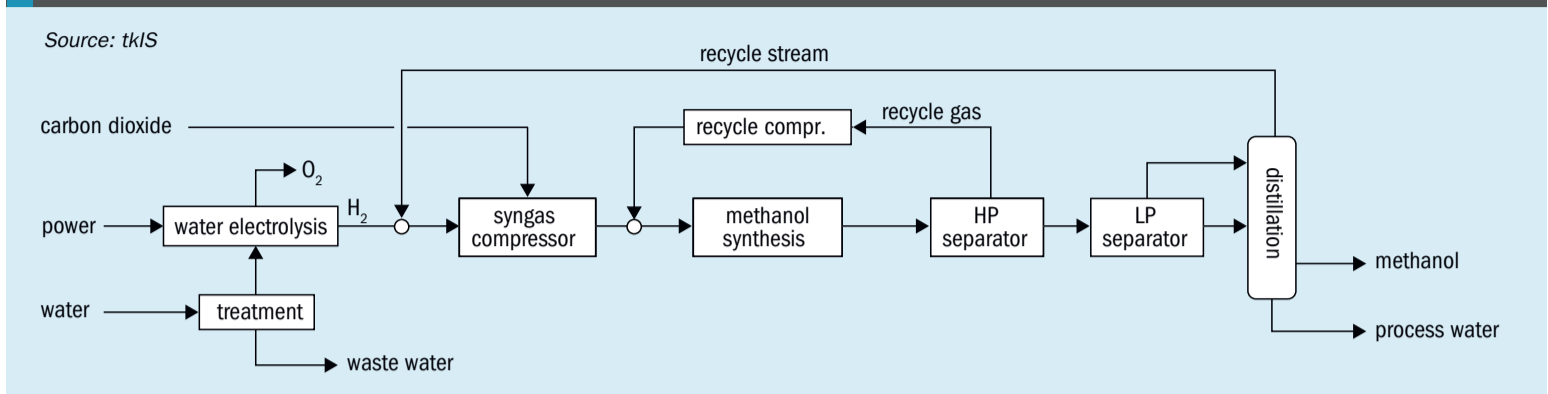 Source: tkIS
recycle stream
carbon dioxide
recycle compr.
recycle gas
O₂
power
water electrolysis
H₂
syngas
compressor
methanol
synthesis
HP
separator
LP
separator
distillation
methanol
water
treatment
process water
waste water